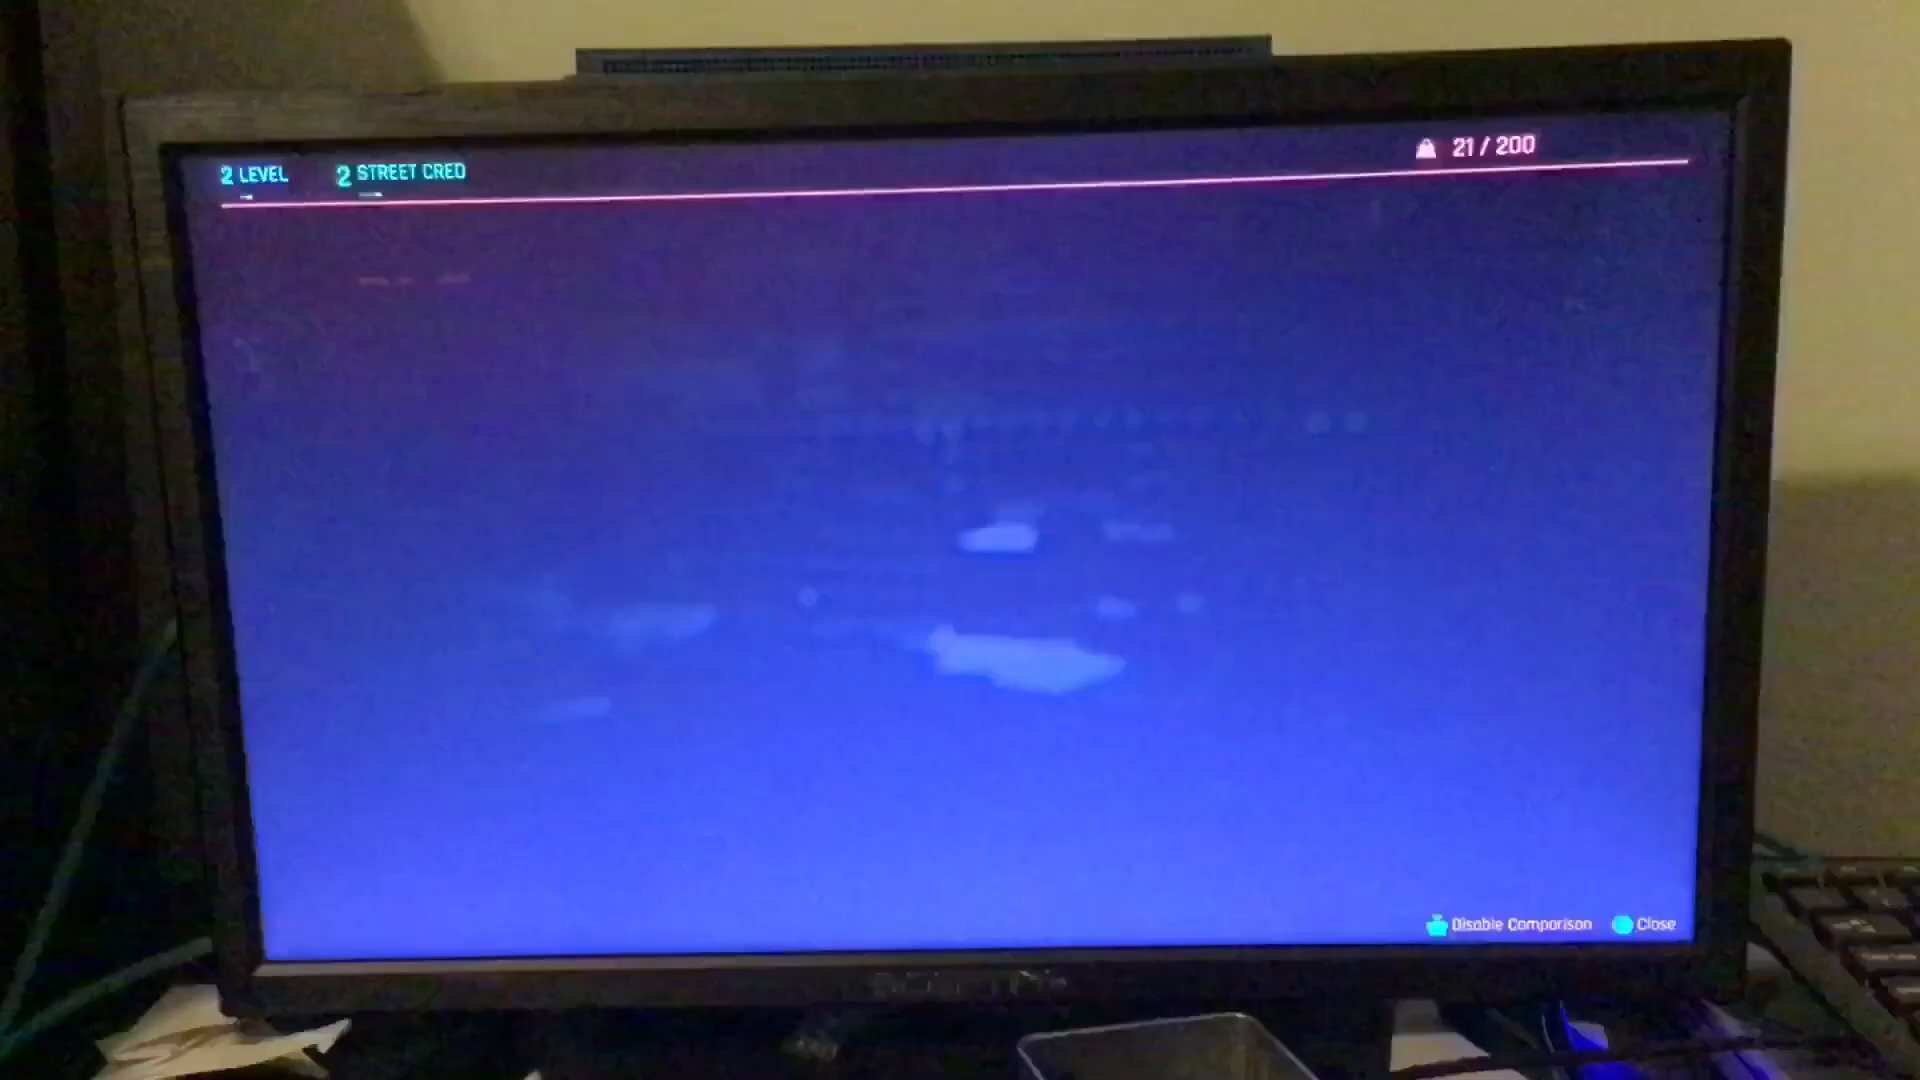 2 LEVEL
2 STREET CRED
21 / 200
Disable Comparison
Close